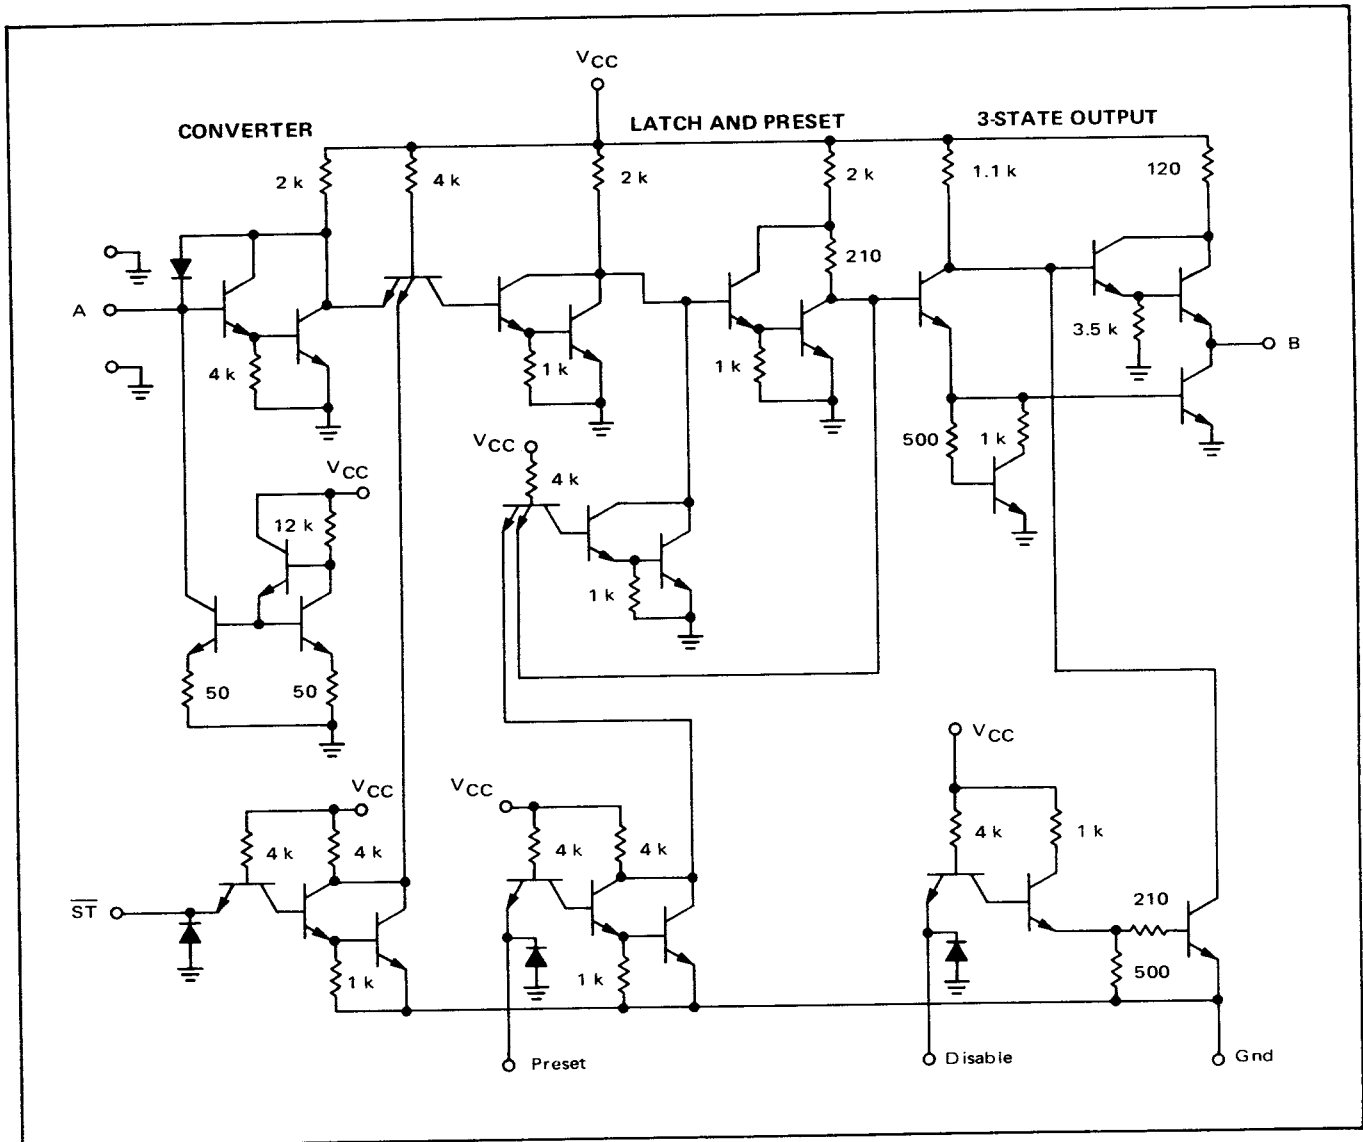 VCC
CONVERTER
LATCH AND PRESET
3-STATE OUTPUT
2 k
4 k
2 k
2 k
1.1 k
120
210
A
4 k
1 k
1 k
3.5 k
B
VCC
VCC
4 k
500
1 k
12 k
1 k
50
50
VCC
VCC
VCC
4 k
4 k
4 k
4 k
4 k
1 k
ST
210
1 k
1 k
500
Preset
Disable
Gnd